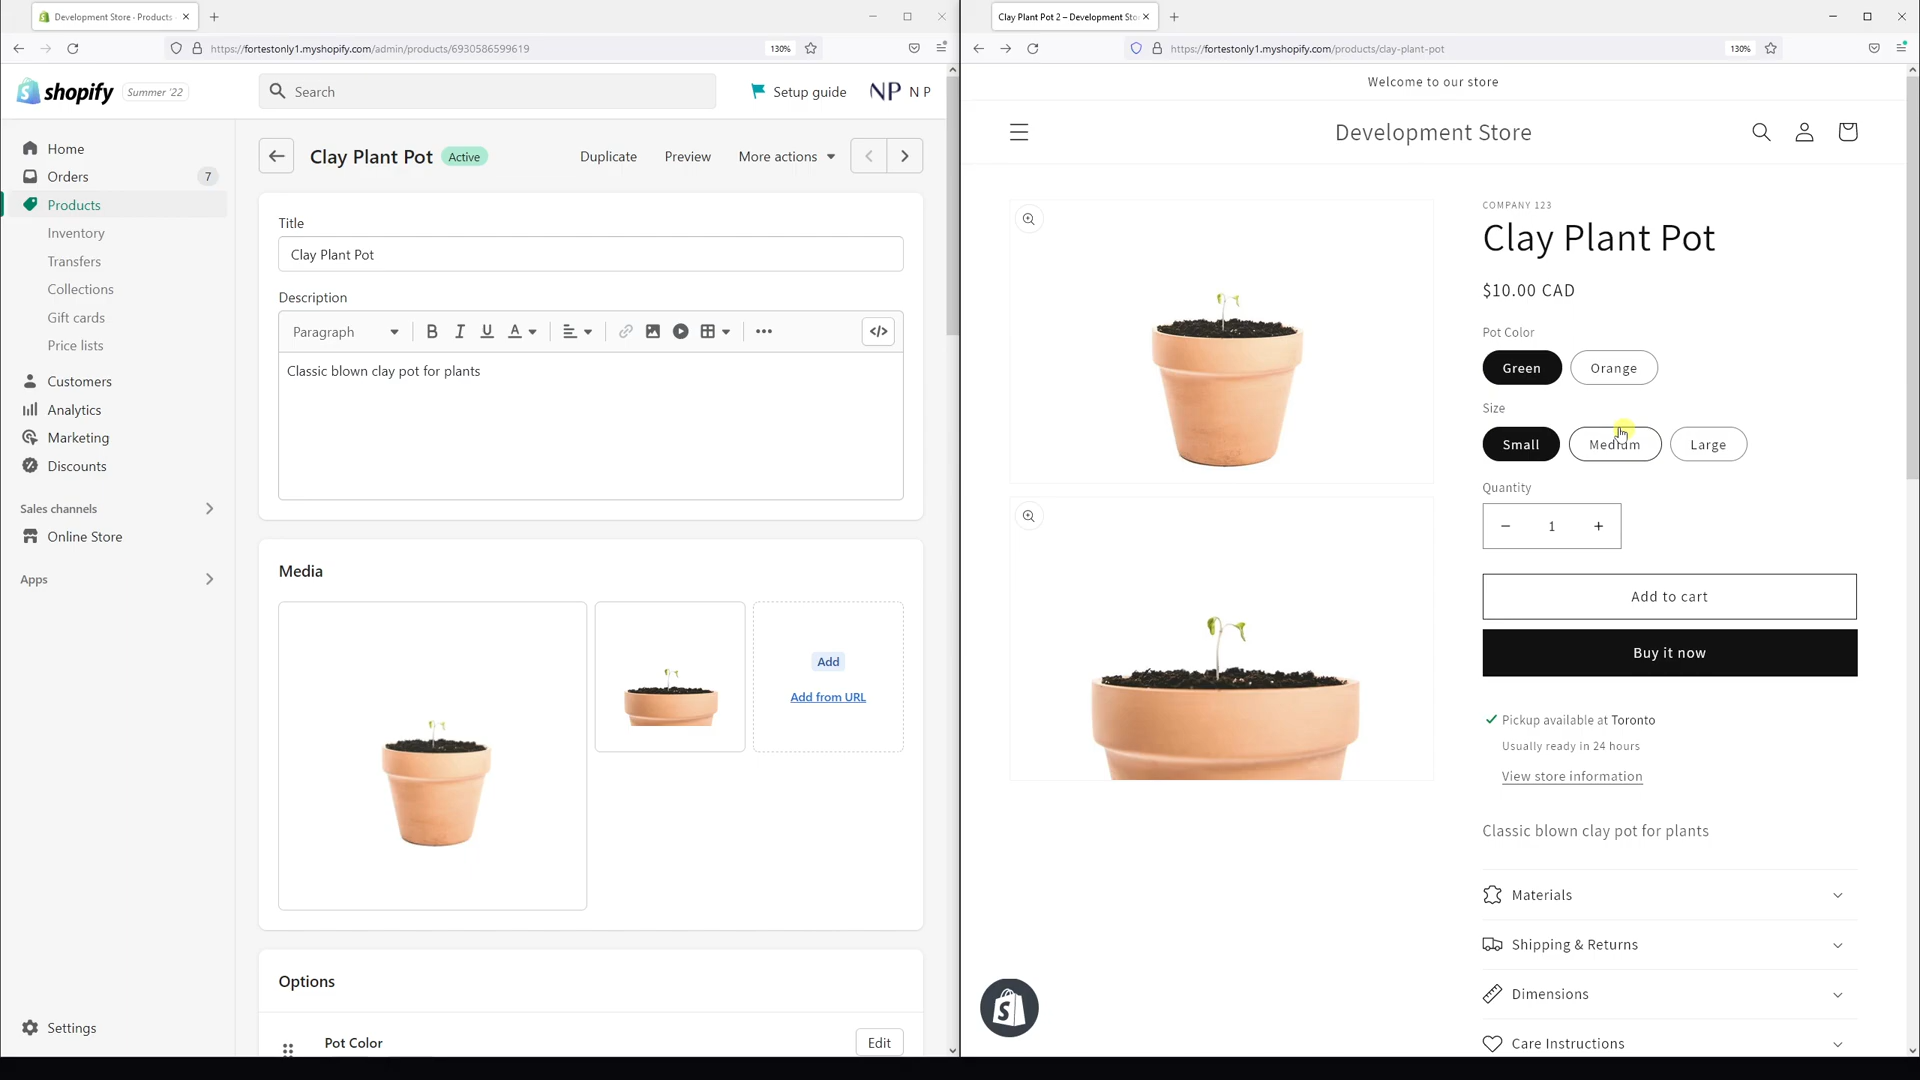 Development Store - Products
https://fortestonly1.myshopify.com/admin/products/6930586599619
130%
shopify
Summer '22
Search
Setup guide
NP
N P
Home
Orders
7
Products
Inventory
Transfers
Collections
Gift cards
Price lists
Customers
Analytics
Marketing
Discounts
Sales channels
Online Store
Apps
Settings
Clay Plant Pot
Active
Duplicate
Preview
More actions
Title
Clay Plant Pot
Description
Paragraph
B I U A
Classic blown clay pot for plants
Media
Add
Add from URL
Options
Pot Color
Edit
Clay Plant Pot 2 – Development Sto
https://fortestonly1.myshopify.com/products/clay-plant-pot
130%
Welcome to our store
Development Store
COMPANY 123
Clay Plant Pot
$10.00 CAD
Pot Color
Green
Orange
Size
Small
Medium
Large
Quantity
1
Add to cart
Buy it now
Pickup available at Toronto
Usually ready in 24 hours
View store information
Classic blown clay pot for plants
Materials
Shipping & Returns
Dimensions
Care Instructions